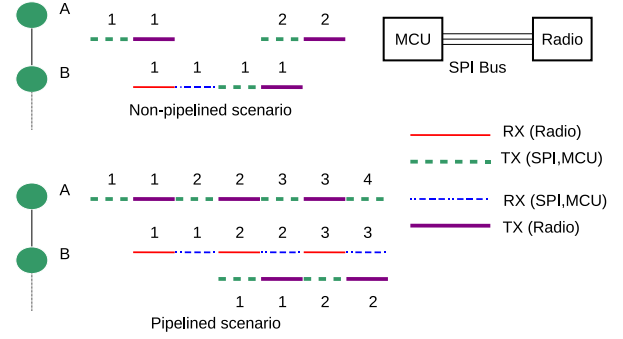 A
1 1 2 2
B
1 1 1 1
Non-pipelined scenario
MCU
Radio
SPI Bus
RX (Radio)
TX (SPI,MCU)
RX (SPI,MCU)
TX (Radio)
A
1 1 2 2 3 3 4
B
1 1 2 2 3 3
1 1 2 2
Pipelined scenario